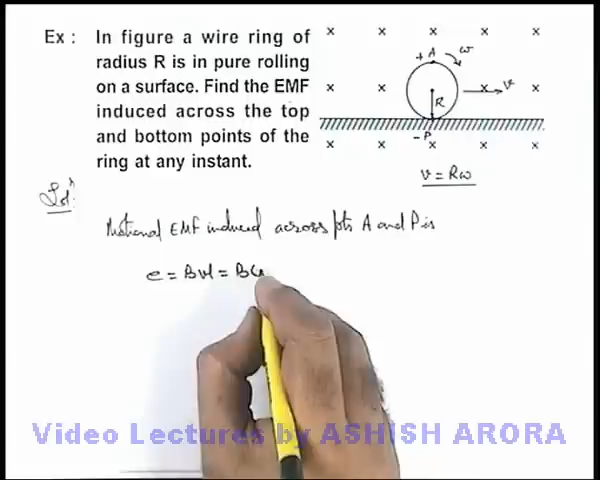 Ex : In figure a wire ring of
radius R is in pure rolling
on a surface. Find the EMF
induced across the top
and bottom points of the
ring at any instant.
x x x x x
+ A ω
x x x x v
R
- P
x x x x x
v = Rω
Solⁿ:
Motional EMF induced across pts A and P is
e = Bvl = B
Video Lectures by ASHISH ARORA